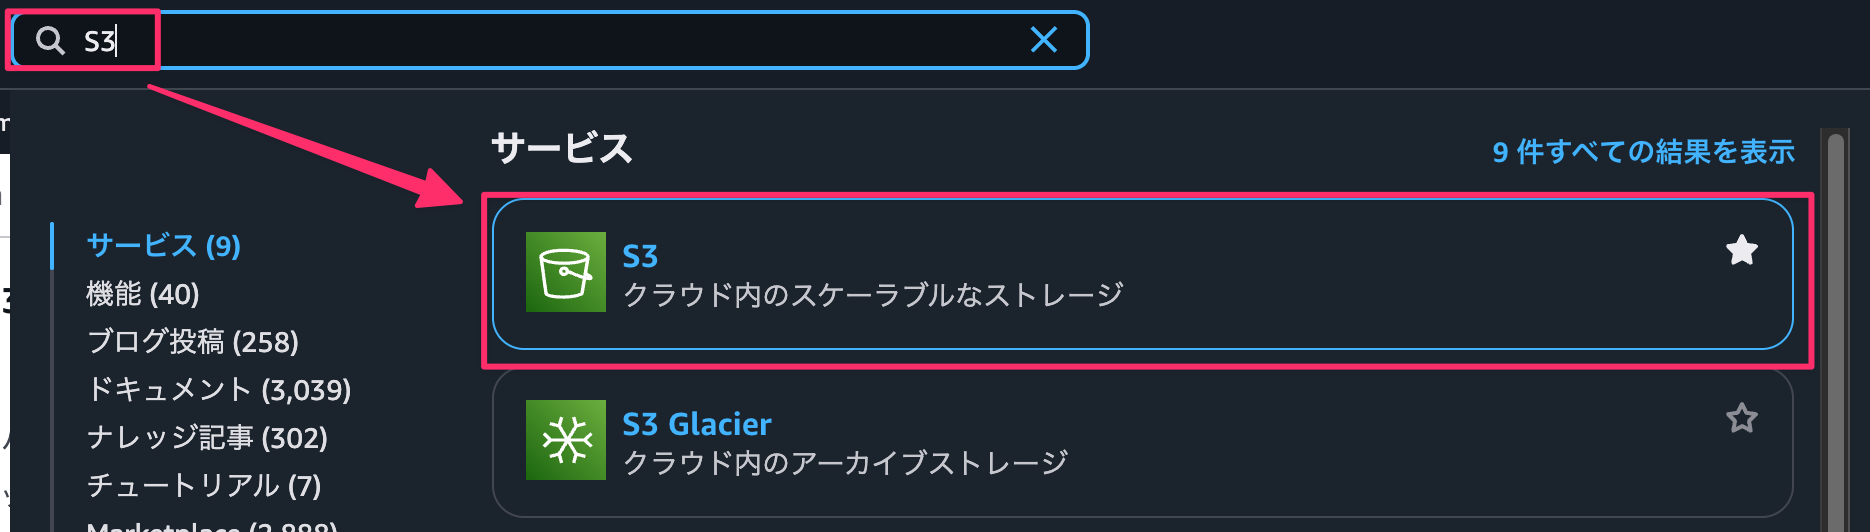 S3
サービス
9 件すべての結果を表示
サービス (9)
機能 (40)
ブログ投稿 (258)
ドキュメント (3,039)
ナレッジ記事 (302)
チュートリアル (7)
Marketplace (2,888)
S3
クラウド内のスケーラブルなストレージ
S3 Glacier
クラウド内のアーカイブストレージ